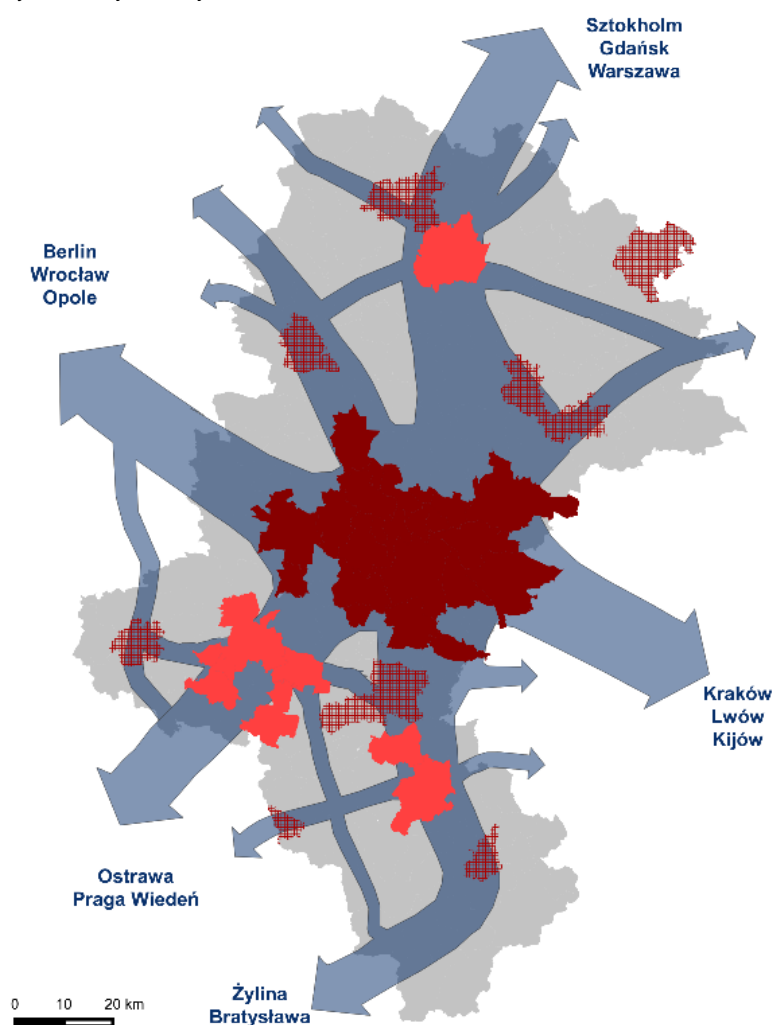 Sztokholm
Gdańsk
Warszawa
Berlin
Wrocław
Opole
Kraków
Lwów
Kijów
Ostrawa
Praga Wiedeń
Żylina
Bratysława
0 10 20 km